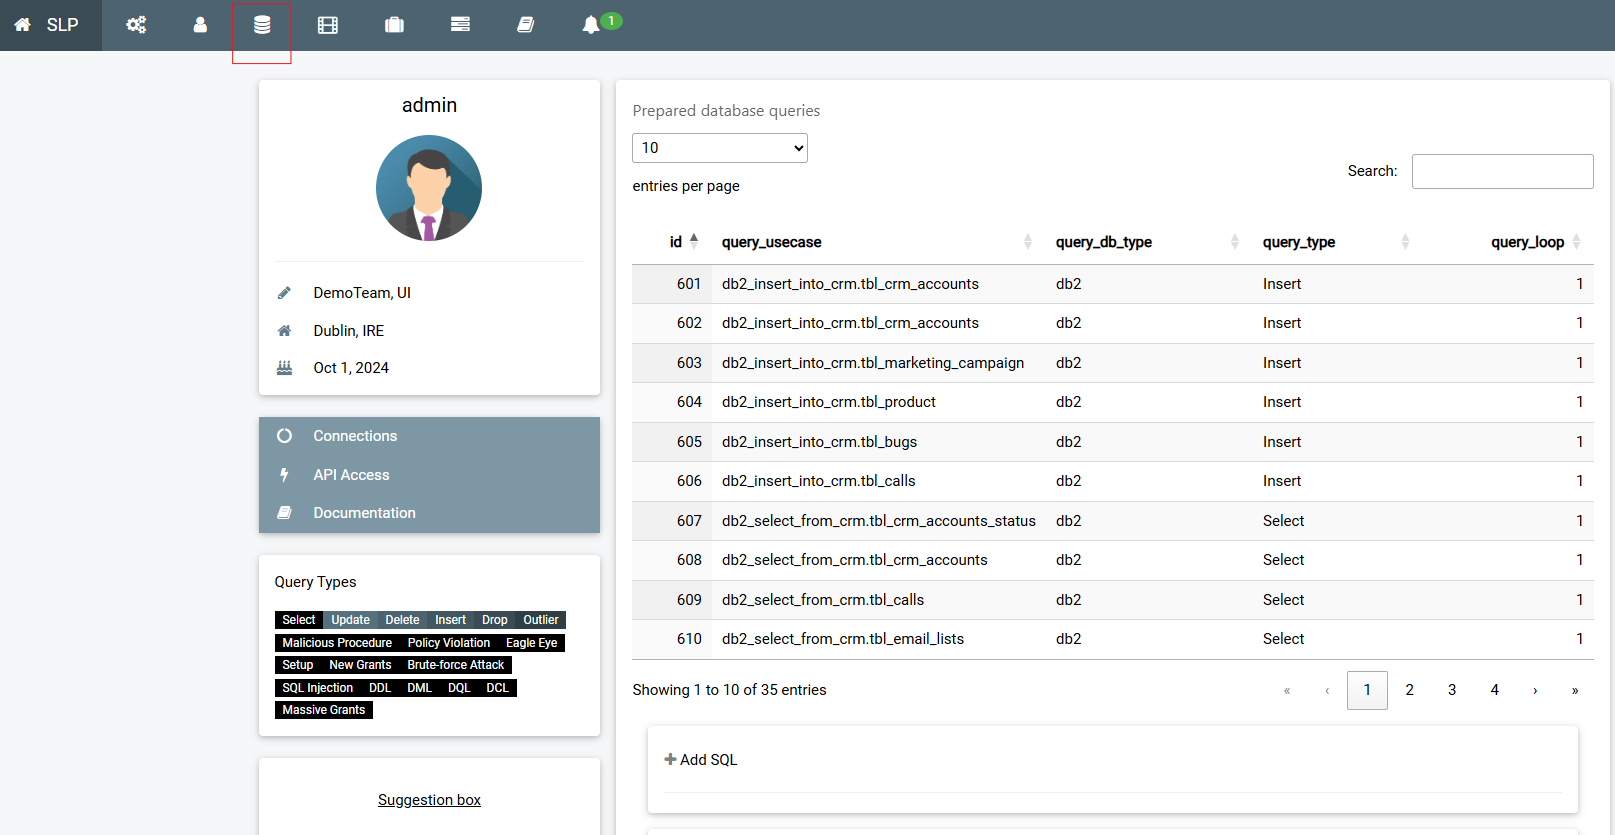 SLP
1
admin
DemoTeam, UI
Dublin, IRE
Oct 1, 2024
Connections
API Access
Documentation
Query Types
Select Update Delete Insert Drop Outlier
Malicious Procedure Policy Violation Eagle Eye
Setup New Grants Brute-force Attack
SQL Injection DDL DML DQL DCL
Massive Grants
Suggestion box
Prepared database queries
10
entries per page
Search:
id query_usecase query_db_type query_type query_loop
601 db2_insert_into_crm.tbl_crm_accounts db2 Insert 1
602 db2_insert_into_crm.tbl_crm_accounts db2 Insert 1
603 db2_insert_into_crm.tbl_marketing_campaign db2 Insert 1
604 db2_insert_into_crm.tbl_product db2 Insert 1
605 db2_insert_into_crm.tbl_bugs db2 Insert 1
606 db2_insert_into_crm.tbl_calls db2 Insert 1
607 db2_select_from_crm.tbl_crm_accounts_status db2 Select 1
608 db2_select_from_crm.tbl_crm_accounts db2 Select 1
609 db2_select_from_crm.tbl_calls db2 Select 1
610 db2_select_from_crm.tbl_email_lists db2 Select 1
Showing 1 to 10 of 35 entries « ‹ 1 2 3 4 › »
Add SQL